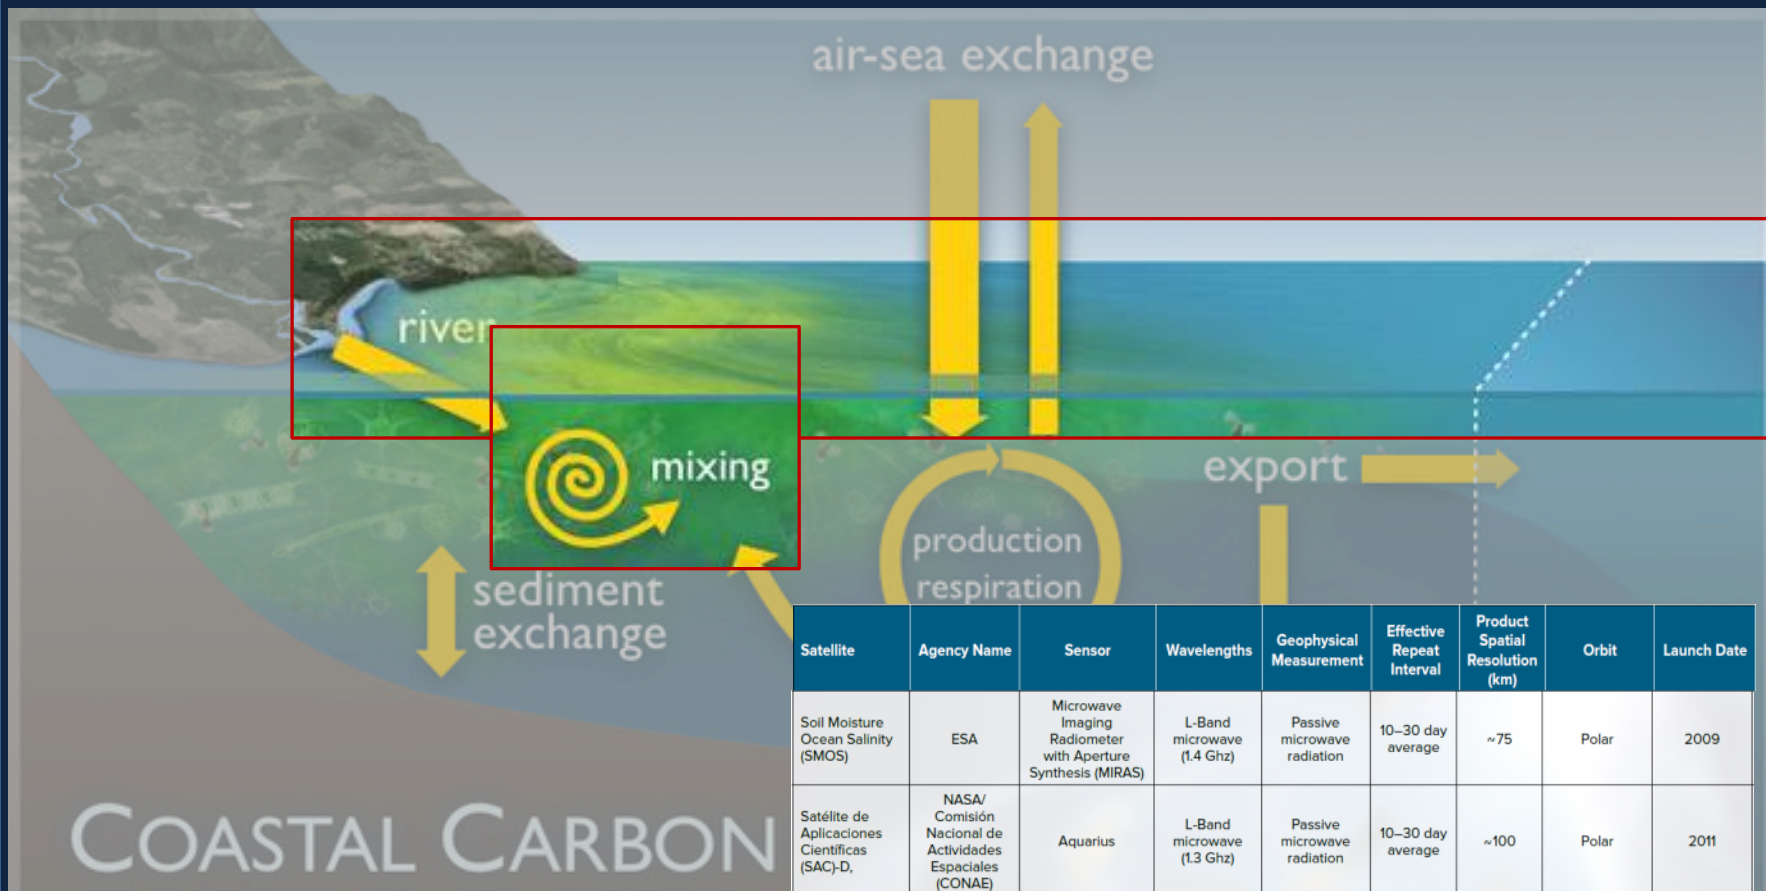 air-sea exchange
river
mixing
export
production
respiration
sediment
exchange
COASTAL CARBON
Satellite
Agency Name
Sensor
Wavelengths
Geophysical
Measurement
Effective
Repeat
Interval
Product
Spatial
Resolution
(km)
Orbit
Launch Date
Soil Moisture
Ocean Salinity
(SMOS)
ESA
Microwave
Imaging
Radiometer
with Aperture
Synthesis (MIRAS)
L-Band
microwave
(1.4 Ghz)
Passive
microwave
radiation
10–30 day
average
~75
Polar
2009
Satélite de
Aplicaciones
Científicas
(SAC)-D,
NASA/
Comisión
Nacional de
Actividades
Espaciales
(CONAE)
Aquarius
L-Band
microwave
(1.3 Ghz)
Passive
microwave
radiation
10–30 day
average
~100
Polar
2011